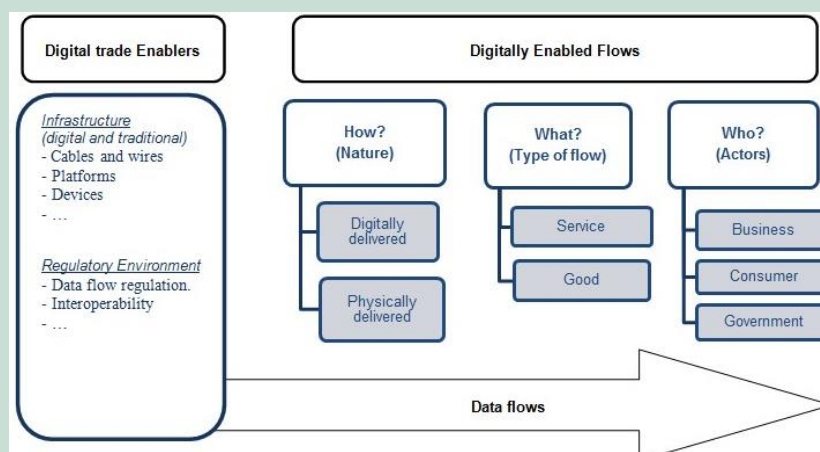 Digital trade Enablers
Digitally Enabled Flows
Infrastructure
(digital and traditional)
- Cables and wires
- Platforms
- Devices
- …
Regulatory Environment
- Data flow regulation.
- Interoperability
- …
How?
(Nature)
Digitally
delivered
Physically
delivered
What?
(Type of flow)
Service
Good
Who?
(Actors)
Business
Consumer
Government
Data flows